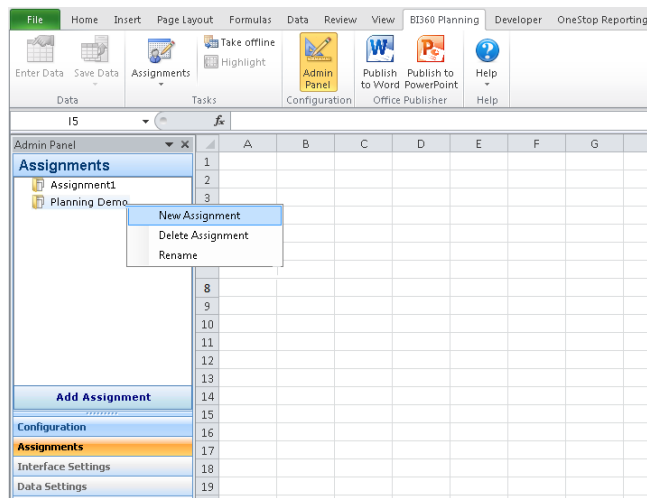 File Home Insert Page Layout Formulas Data Review View BI360 Planning Developer OneStop Reporting
Enter Data Save Data Assignments Take offline Highlight Admin Panel Publish to Word Publish to PowerPoint Help
Data Tasks Configuration Office Publisher Help
I5 fx
Admin Panel A B C D E F G
Assignments 1
Assignment1 2
Planning Demo 3
New Assignment
Delete Assignment
Rename
8
9
10
11
12
13
Add Assignment 14
15
Configuration 16
Assignments 17
Interface Settings 18
Data Settings 19